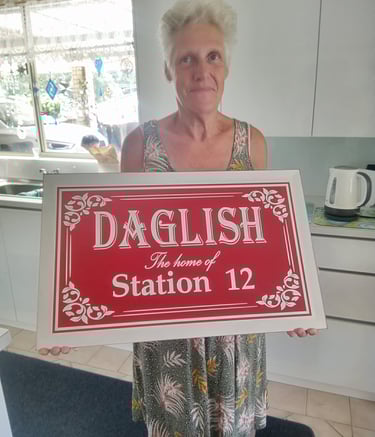 DAGLISH
The home of
Station 12